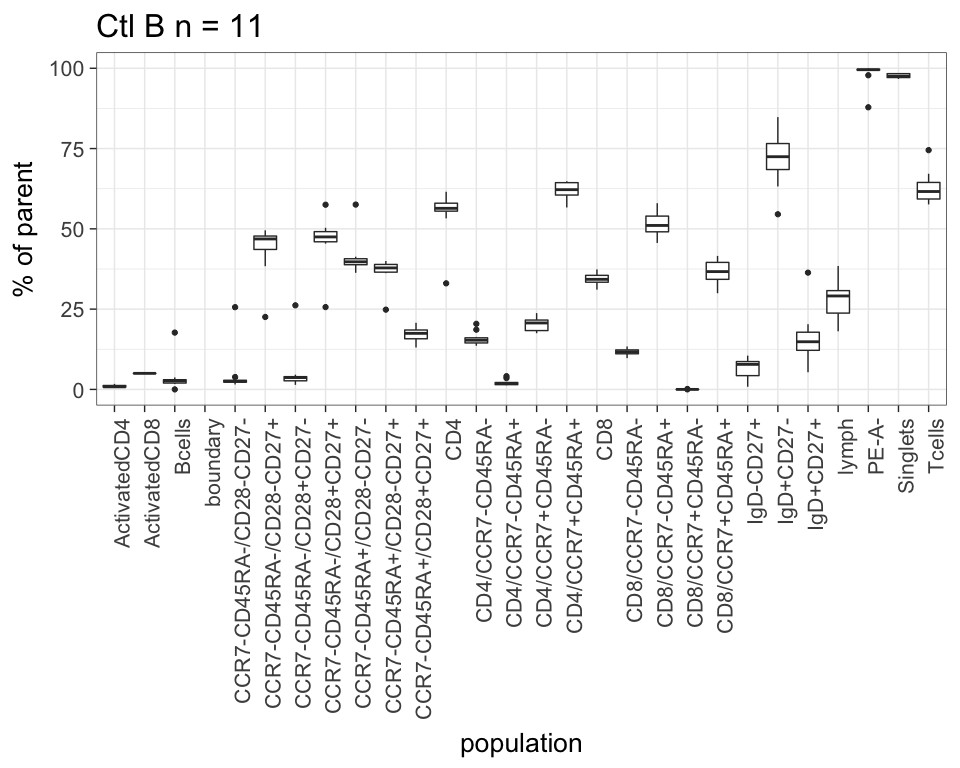 Ctl B n = 11
% of parent
100
75
50
25
0
ActivatedCD4
ActivatedCD8
Bcells
boundary
CCR7-CD45RA-/CD28-CD27-
CCR7-CD45RA-/CD28-CD27+
CCR7-CD45RA-/CD28+CD27-
CCR7-CD45RA-/CD28+CD27+
CCR7-CD45RA+/CD28-CD27-
CCR7-CD45RA+/CD28-CD27+
CCR7-CD45RA+/CD28+CD27+
CD4
CD4/CCR7-CD45RA-
CD4/CCR7-CD45RA+
CD4/CCR7+CD45RA-
CD4/CCR7+CD45RA+
CD8
CD8/CCR7-CD45RA-
CD8/CCR7-CD45RA+
CD8/CCR7+CD45RA-
CD8/CCR7+CD45RA+
IgD-CD27+
IgD+CD27-
IgD+CD27+
lymph
PE-A-
Singlets
Tcells
population